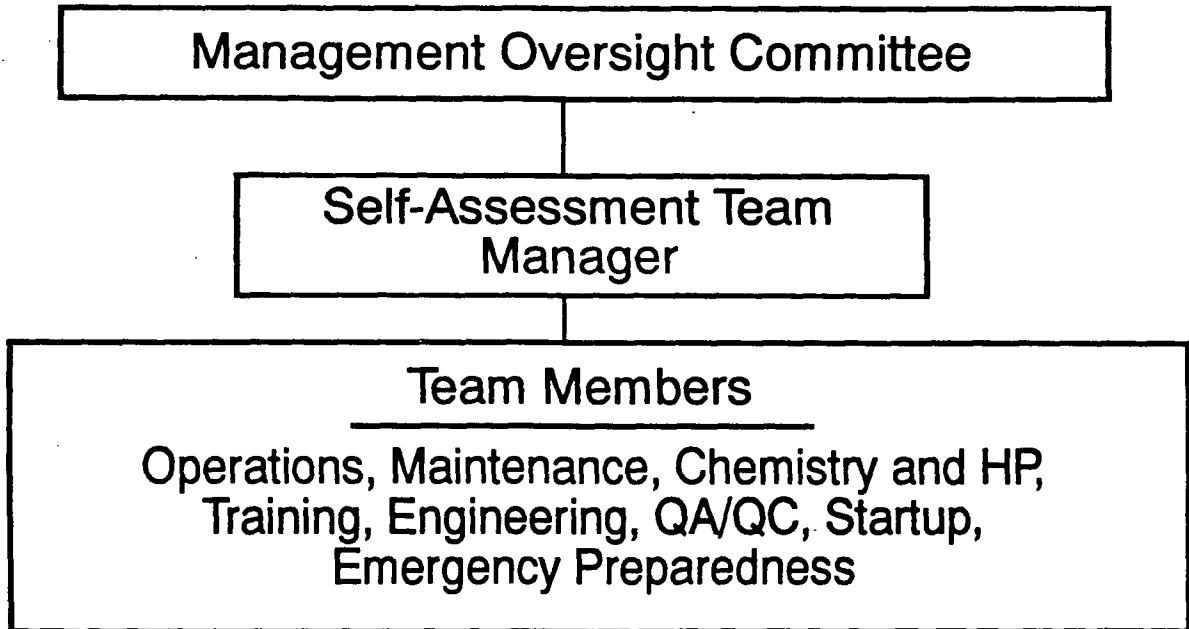 Management Oversight Committee
Self-Assessment Team
Manager
Team Members
Operations, Maintenance, Chemistry and HP,
Training, Engineering, QA/QC, Startup,
Emergency Preparedness